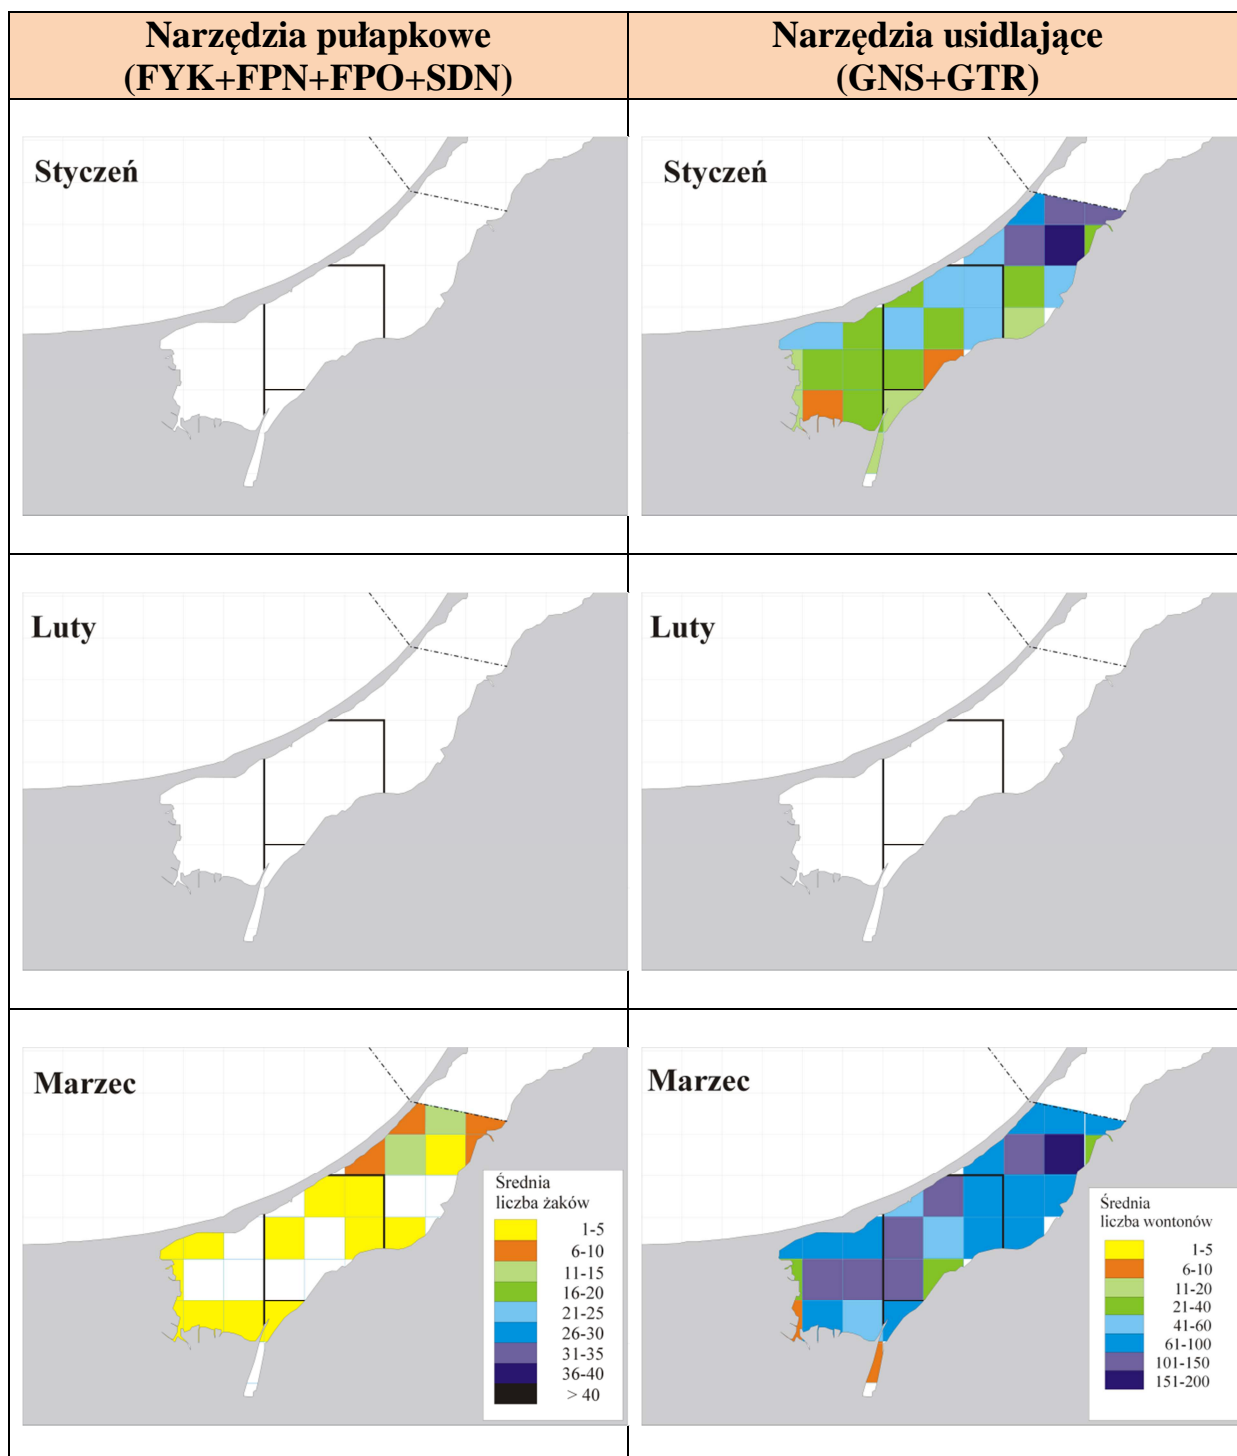 Narzędzia pułapkowe
(FYK+FPN+FPO+SDN)
Narzędzia usidlające
(GNS+GTR)
Styczeń
Styczeń
Luty
Luty
Marzec
Średnia
liczba żaków
1-5
6-10
11-15
16-20
21-25
26-30
31-35
36-40
> 40
Marzec
Średnia
liczba wontonów
1-5
6-10
11-20
21-40
41-60
61-100
101-150
151-200